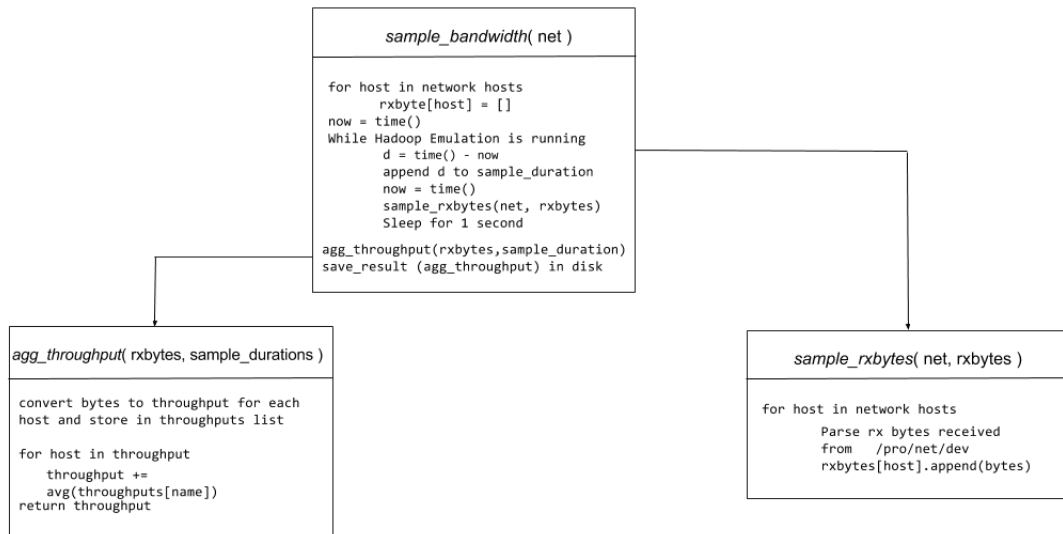 sample_bandwidth( net )
for host in network hosts
rxbyte[host] = []
now = time()
While Hadoop Emulation is running
d = time() - now
append d to sample_duration
now = time()
sample_rxbytes(net, rxbytes)
Sleep for 1 second
agg_throughput(rxbytes,sample_duration)
save_result (agg_throughput) in disk
agg_throughput( rxbytes, sample_durations )
convert bytes to throughput for each
host and store in throughputs list
for host in throughput
throughput +=
avg(throughputs[name])
return throughput
sample_rxbytes( net, rxbytes )
for host in network hosts
Parse rx bytes received
from /pro/net/dev
rxbytes[host].append(bytes)